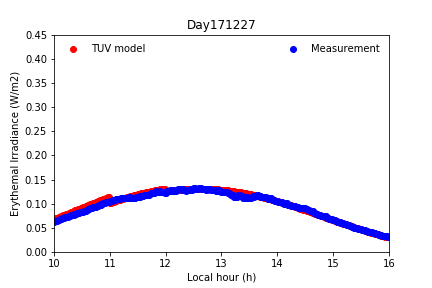 Day171227
TUV model
Measurement
Erythemal Irradiance (W/m2)
0.45
0.40
0.35
0.30
0.25
0.20
0.15
0.10
0.05
0.00
10 11 12 13 14 15 16
Local hour (h)